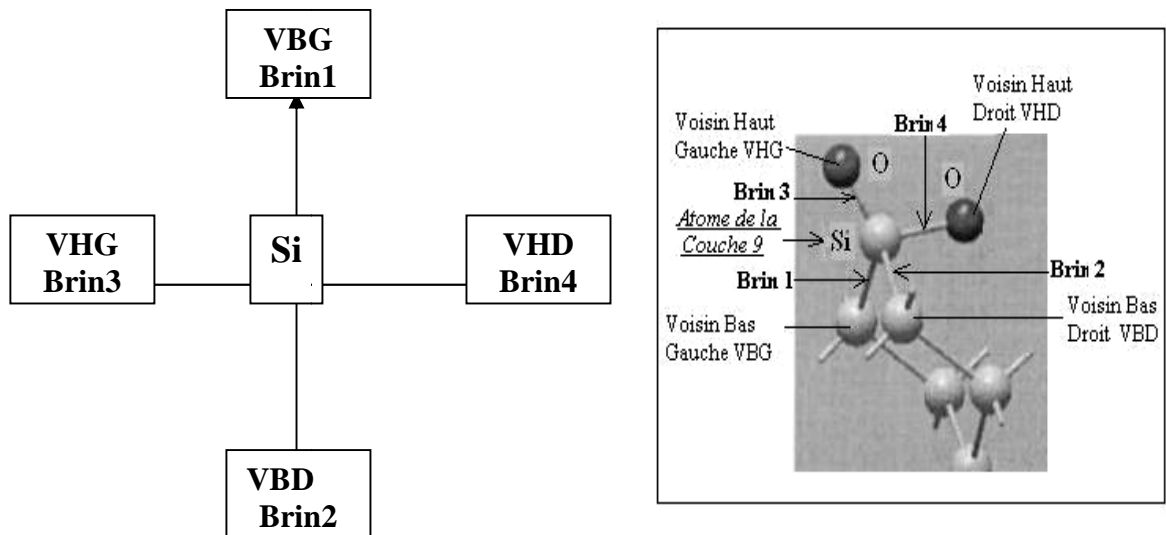 VBG
Brin1
VHG
Brin3
Si
VHD
Brin4
VBD
Brin2
Voisin Haut
Droit VHD
Voisin Haut
Gauche VHG
Brin 4
O
O
Brin 3
Atome de la
Couche 9
Si
Brin 1
Brin 2
Voisin Bas
Gauche VBG
Voisin Bas
Droit VBD